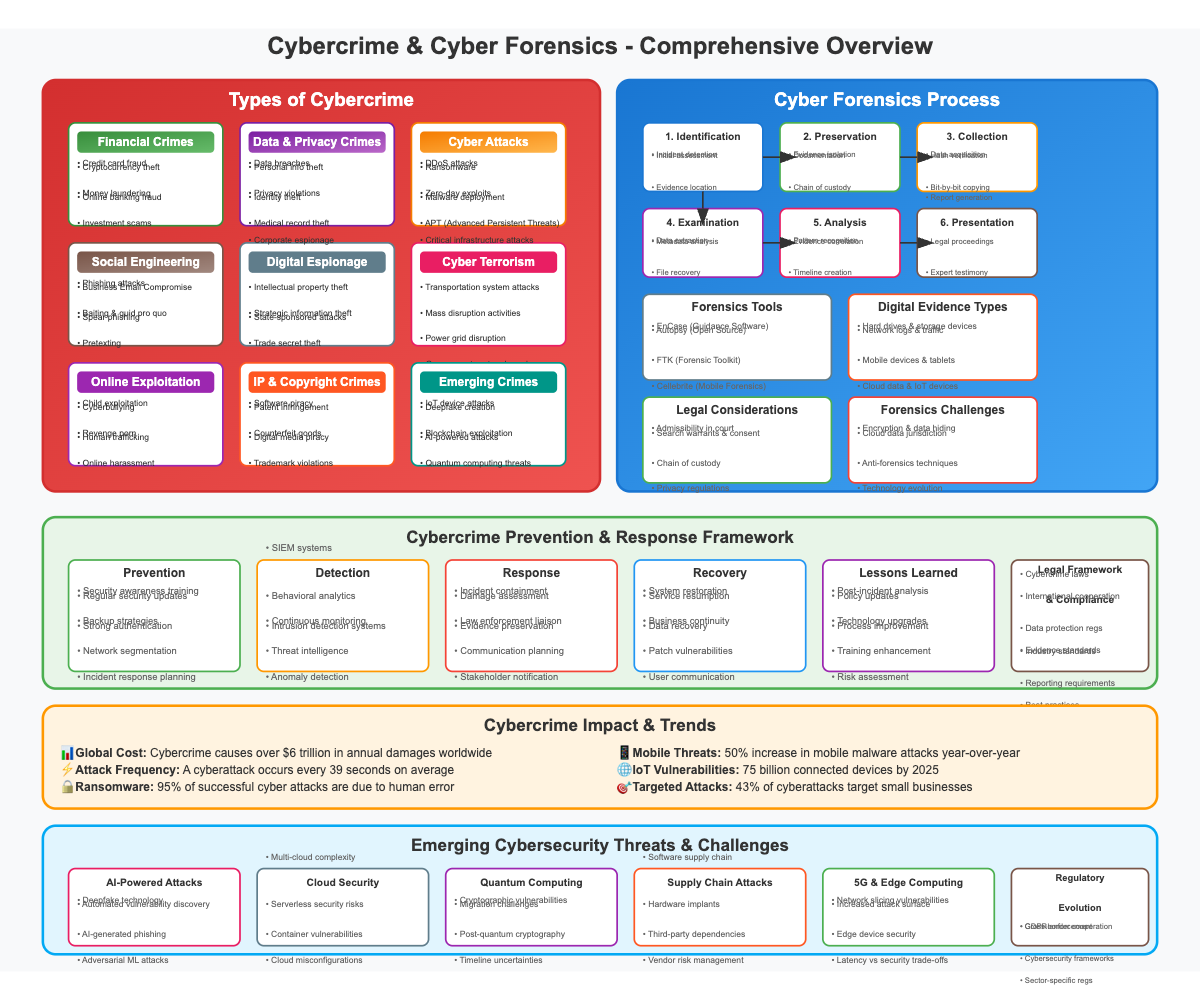 Cybercrime & Cyber Forensics - Comprehensive Overview
Types of Cybercrime
Financial Crimes
• Credit card fraud
• Cryptocurrency theft
• Money laundering
• Online banking fraud
• Investment scams
Data & Privacy Crimes
• Data breaches
• Personal info theft
• Privacy violations
• Identity theft
• Medical record theft
• Corporate espionage
Cyber Attacks
• DDoS attacks
• Ransomware
• Zero-day exploits
• Malware deployment
• APT (Advanced Persistent Threats)
• Critical infrastructure attacks
Social Engineering
• Phishing attacks
• Business Email Compromise
• Baiting & quid pro quo
• Spear-phishing
• Pretexting
Digital Espionage
• Intellectual property theft
• Strategic information theft
• State-sponsored attacks
• Trade secret theft
Cyber Terrorism
• Transportation system attacks
• Mass disruption activities
• Power grid disruption
Online Exploitation
• Child exploitation
• Cyberbullying
• Revenge porn
• Human trafficking
• Online harassment
IP & Copyright Crimes
• Software piracy
• Patent infringement
• Counterfeit goods
• Digital media piracy
• Trademark violations
Emerging Crimes
• IoT device attacks
• Deepfake creation
• Blockchain exploitation
• AI-powered attacks
• Quantum computing threats
Cyber Forensics Process
1. Identification
• Incident detection
• Initial assessment
• Evidence location
2. Preservation
• Evidence isolation
• Documentation
• Chain of custody
3. Collection
• Data acquisition
• Hash verification
• Bit-by-bit copying
4. Examination
• Data extraction
• Metadata analysis
• File recovery
5. Analysis
• Pattern recognition
• Evidence correlation
• Timeline creation
6. Presentation
• Report generation
• Legal proceedings
• Expert testimony
Forensics Tools
• EnCase (Guidance Software)
• Autopsy (Open Source)
• FTK (Forensic Toolkit)
• Cellebrite (Mobile Forensics)
Digital Evidence Types
• Hard drives & storage devices
• Network logs & traffic
• Mobile devices & tablets
• Cloud data & IoT devices
Legal Considerations
• Admissibility in court
• Search warrants & consent
• Chain of custody
• Privacy regulations
Forensics Challenges
• Encryption & data hiding
• Cloud data jurisdiction
• Anti-forensics techniques
• Technology evolution
Cybercrime Prevention & Response Framework
Prevention
• Security awareness training
• Regular security updates
• Backup strategies
• Strong authentication
• Network segmentation
• Incident response planning
• SIEM systems
Detection
• Behavioral analytics
• Continuous monitoring
• Intrusion detection systems
• Threat intelligence
• Anomaly detection
Response
• Incident containment
• Damage assessment
• Law enforcement liaison
• Evidence preservation
• Communication planning
• Stakeholder notification
Recovery
• System restoration
• Service resumption
• Business continuity
• Data recovery
• Patch vulnerabilities
• User communication
Lessons Learned
• Post-incident analysis
• Policy updates
• Technology upgrades
• Process improvement
• Training enhancement
• Risk assessment
Legal Framework
& Compliance
• Cybercrime laws
• International cooperation
• Data protection regs
• Evidence standards
• Industry standards
• Reporting requirements
• Best practices
Cybercrime Impact & Trends
Global Cost: Cybercrime causes over $6 trillion in annual damages worldwide
Attack Frequency: A cyberattack occurs every 39 seconds on average
Ransomware: 95% of successful cyber attacks are due to human error
Mobile Threats: 50% increase in mobile malware attacks year-over-year
IoT Vulnerabilities: 75 billion connected devices by 2025
Targeted Attacks: 43% of cyberattacks target small businesses
Emerging Cybersecurity Threats & Challenges
AI-Powered Attacks
• Deepfake technology
• Automated vulnerability discovery
• AI-generated phishing
• Adversarial ML attacks
• Multi-cloud complexity
Cloud Security
• Serverless security risks
• Container vulnerabilities
• Cloud misconfigurations
Quantum Computing
• Cryptographic vulnerabilities
• Migration challenges
• Post-quantum cryptography
• Timeline uncertainties
• Software supply chain
Supply Chain Attacks
• Hardware implants
• Third-party dependencies
• Vendor risk management
5G & Edge Computing
• Network slicing vulnerabilities
• Increased attack surface
• Edge device security
• Latency vs security trade-offs
Regulatory
Evolution
• GDPR enforcement
• Cross-border cooperation
• Cybersecurity frameworks
• Sector-specific regs